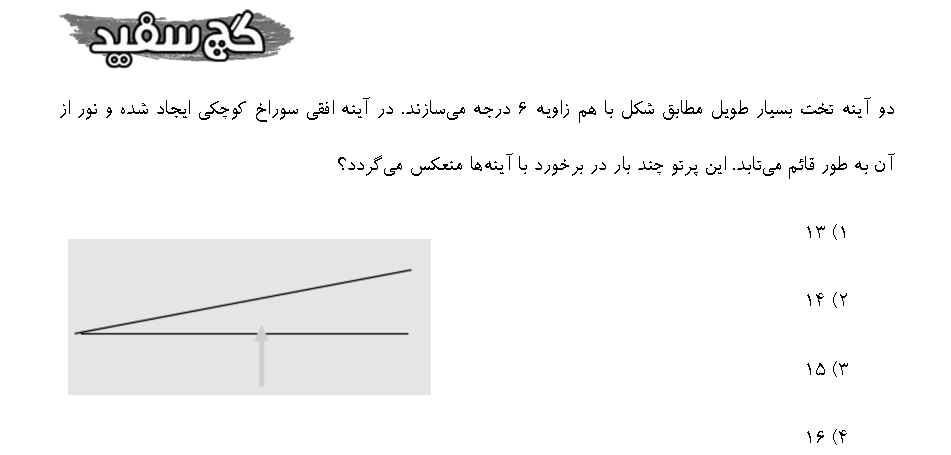 گچ سفید
دو آینه تخت بسیار طویل مطابق شکل با هم زاویه ۶ درجه می‌سازند. در آینه افقی سوراخ کوچکی ایجاد شده و نور از
آن به طور قائم می‌تابد. این پرتو چند بار در برخورد با آینه‌ها منعکس می‌گردد؟
۱) ۱۳
۲) ۱۴
۳) ۱۵
۴) ۱۶